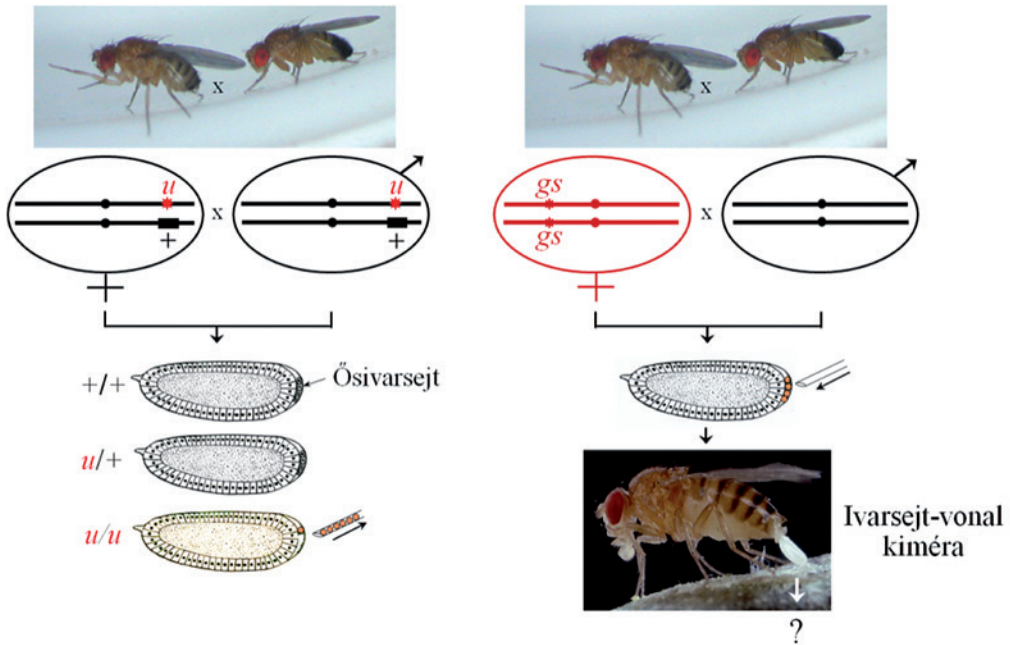 x
x
u
u
x
+
+
gs
x
gs
+/+
Ősivarsejt
u/+
u/u
Ivarsejt-vonal
kiméra
?